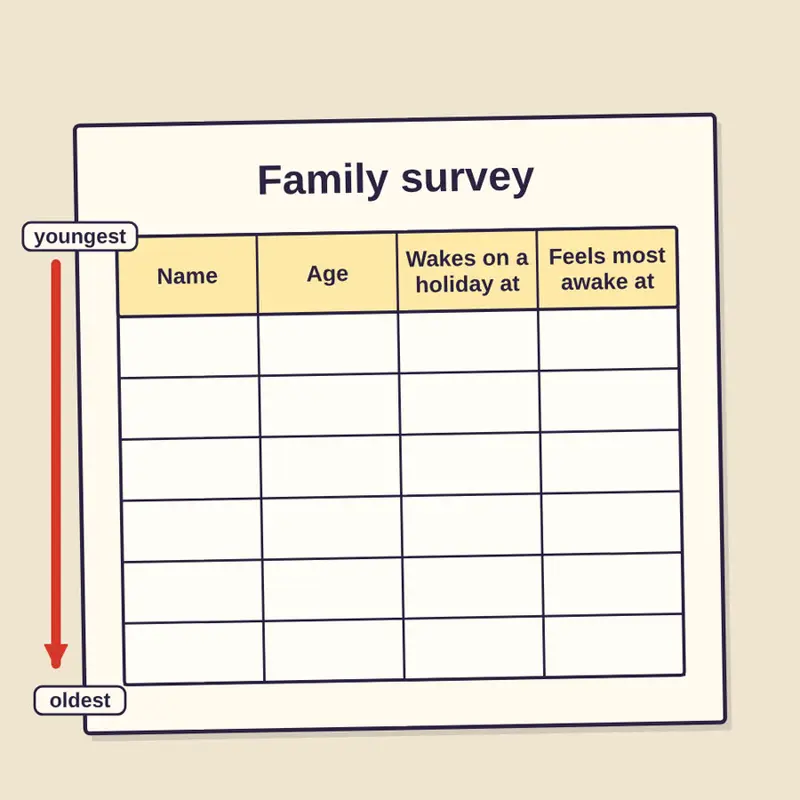 Family survey
youngest
Name
Age
Wakes on a
holiday at
Feels most
awake at
oldest